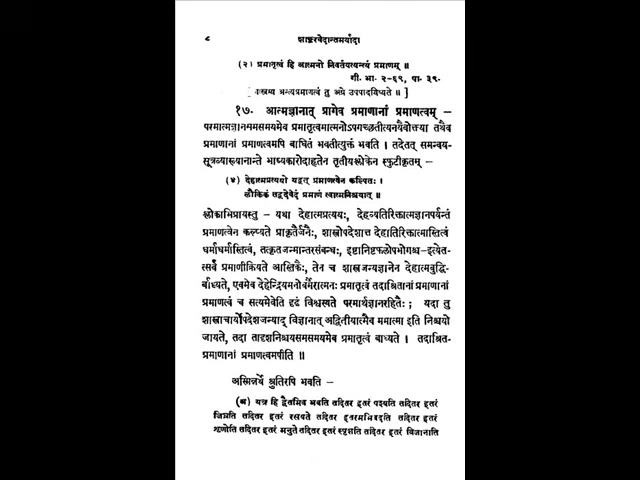 ८ शाङ्करवेदान्तमर्यादा
(२) प्रमातृत्वं हि आत्मनो निवर्तयत्यन्त्यं प्रमाणम् ॥
गी. भा. २-६९, पा. ३९.
अन्त्यप्रमाणत्वं तु अग्रे उपपादयिष्यते ॥ ]
१७. आत्मज्ञानात् प्रागेव प्रमाणानां प्रमाणत्वम् –
परमात्मज्ञानसमसमयमेव प्रमातृत्वमात्मनोऽपगच्छतीत्यनयैवोक्त्या तथैव
प्रमाणानां प्रमाणत्वमपि बाधितं भवतीत्युक्तं भवति । तदेतत् समन्वय-
सूत्रव्याख्यानान्ते भाष्यकारोदाहृतेन तृतीयश्लोकेन स्फुटीकृतम् –
(४) देहात्मप्रत्ययो यद्वत् प्रमाणत्वेन कल्पितः ।
लौकिकं तद्वदेवेदं प्रमाणं त्वात्मनिश्चयात् ॥
श्लोकाभिप्रायस्तु – यथा देहात्मप्रत्ययः, देहव्यतिरिक्तात्मज्ञानपर्यन्तं
प्रमाणत्वेन कल्प्यते प्राकृतैर्जनैः, शास्त्रोपदेशात्त देहातिरिक्तात्मास्तित्वं
धर्माधर्मास्तित्वं, तत्कृतजन्मान्तरसंबन्धः, इष्टानिष्टफलोपभोगश्च–इत्येत-
त्सर्वं प्रमाणीक्रियते आस्तिकैः, तेन च शास्त्रजन्यज्ञानेन देहात्मबुद्धि-
र्बाध्यते, एवमेव देहेन्द्रियमनोधर्मैरात्मनः प्रमातृत्वं तदाश्रितानां प्रमाणानां
प्रमाणत्वं च सत्यमेवेति दृढं विश्वस्यते परमार्थज्ञानरहितैः; यदा तु
शास्त्राचार्योपदेशजन्याद् विज्ञानात् अद्वितीयात्मैव ममात्मा इति निश्चयो
जायते, तदा तादृशनिश्चयसमसमयमेव प्रमातृत्वं बाध्यते । तदाश्रित-
प्रमाणानां प्रमाणत्वमपीति ॥
अस्मिन्नर्थे श्रुतिरपि भवति –
(अ) यत्र हि द्वैतमिव भवति तदितर इतरं पश्यति तदितर इतरं
जिघ्रति तदितर इतरं रसयते तदितर इतरमभिवदति तदितर इतरं
शृणोति तदितर इतरं मनुते तदितर इतरं स्पृशति तदितर इतरं विजानाति